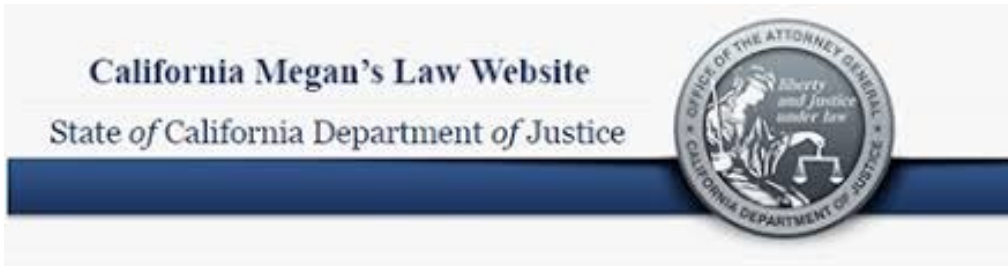 California Megan's Law Website
State of California Department of Justice
OFFICE OF THE ATTORNEY GENERAL
liberty
and justice
under law
CALIFORNIA DEPARTMENT OF JUSTICE